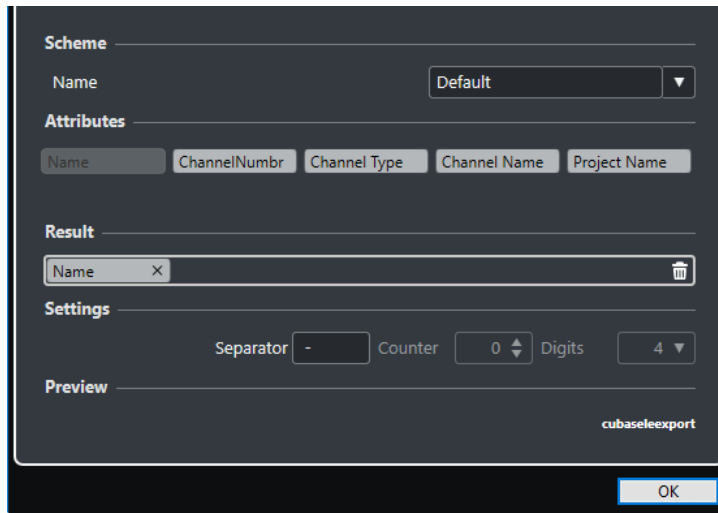 Scheme
Name Default
Attributes
Name ChannelNumbr Channel Type Channel Name Project Name
Result
Name
Settings
Separator - Counter 0 Digits 4
Preview
cubaseleexport
OK